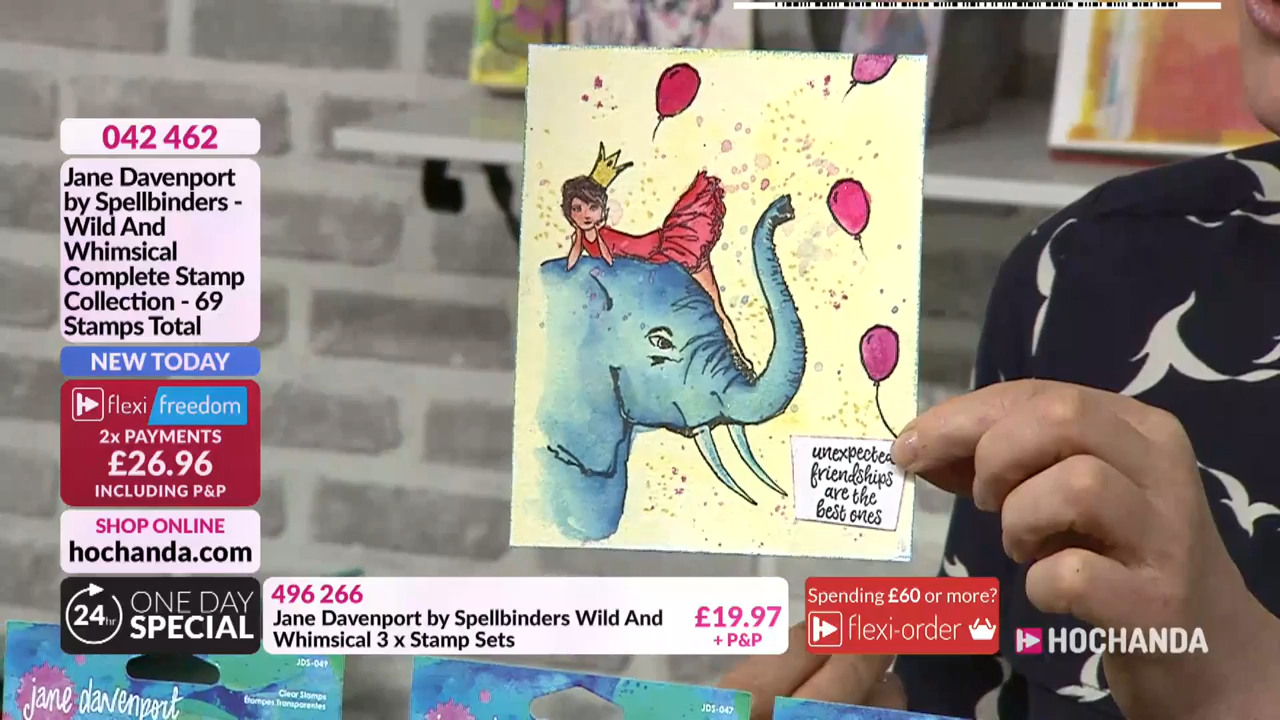 042 462
Jane Davenport
by Spellbinders -
Wild And
Whimsical
Complete Stamp
Collection - 69
Stamps Total
NEW TODAY
flexi freedom
2x PAYMENTS
£26.96
INCLUDING P&P
SHOP ONLINE
hochanda.com
24hr ONE DAY
SPECIAL
496 266
Jane Davenport by Spellbinders Wild And
Whimsical 3 x Stamp Sets
£19.97
+ P&P
Spending £60 or more?
flexi-order
HOCHANDA
unexpected
friendships
are the
best ones
JDS-049
jane davenport
Clear Stamps
Étampes Transparentes
JDS-047